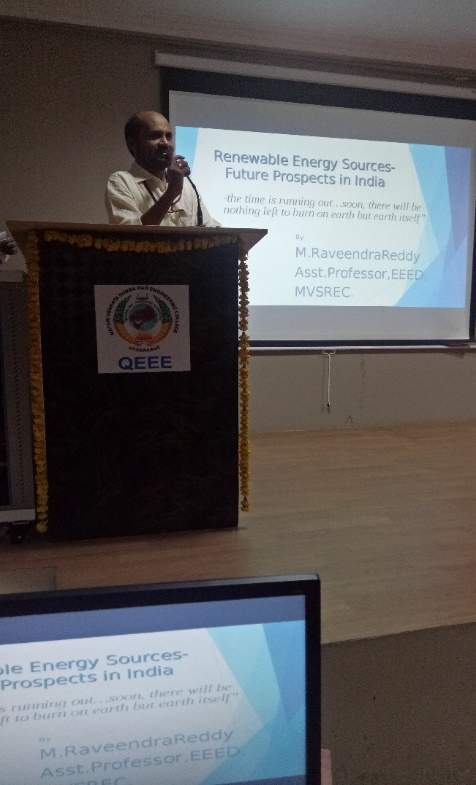 Renewable Energy Sources-
Future Prospects in India
-the time is running out...soon, there will be
nothing left to burn on earth but earth itself"
By
M.RaveendraReddy
Asst.Professor,EEED.
MVSREC.
QEEE
ble Energy Sources-
Prospects in India
s running out...soon, there will be
ft to burn on earth but earth itself"
By
M.RaveendraReddy
Asst.Professor,EEED.